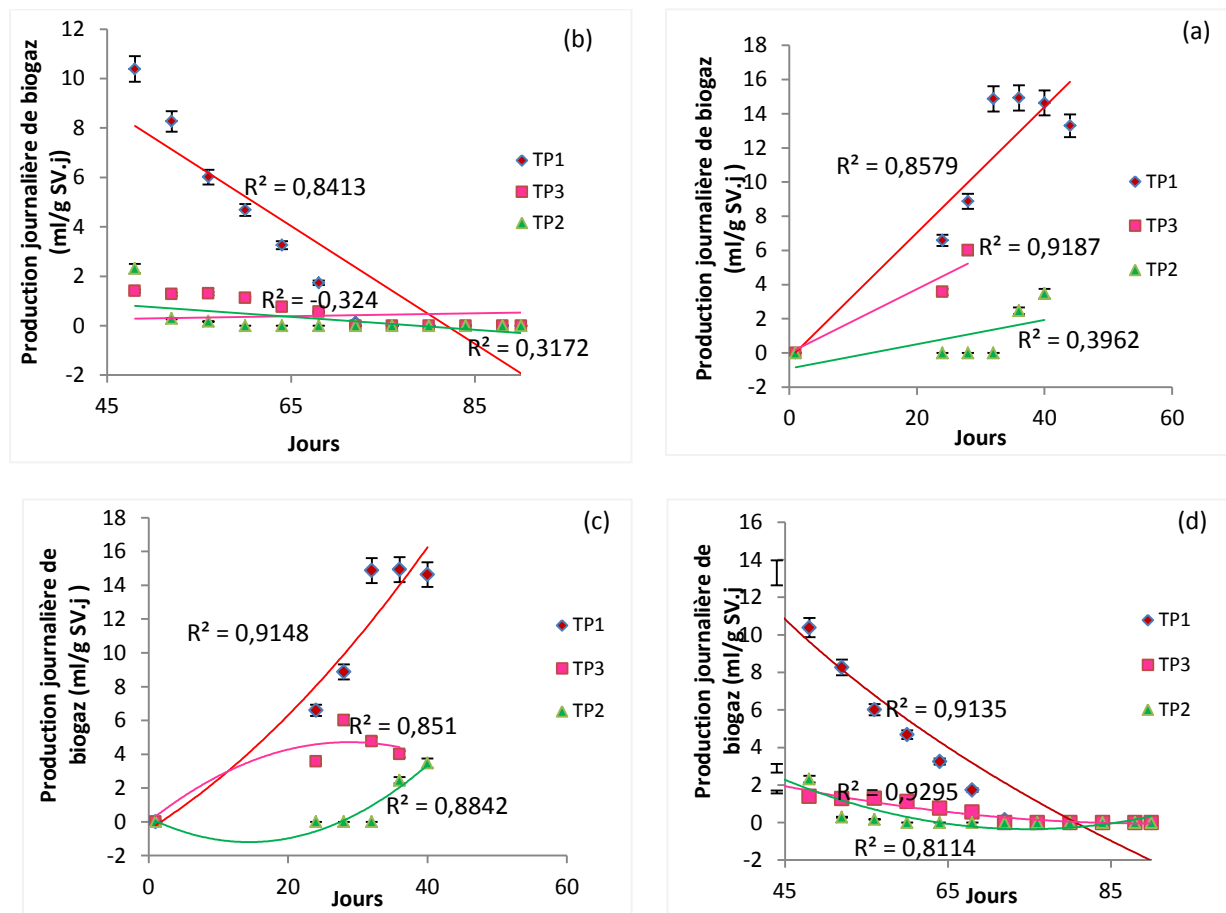 (b)
Production journalière de biogaz
(ml/g SV.j)
12
10
8
6
4
2
0
-2
45
65
85
Jours
R² = 0,8413
R² = -0,324
R² = 0,3172
TP1
TP3
TP2
(a)
Production journalière de biogaz
(ml/g SV.j)
18
16
14
12
10
8
6
4
2
0
-2
0
20
40
60
Jours
R² = 0,8579
R² = 0,9187
R² = 0,3962
TP1
TP3
TP2
(c)
Production journalière de
biogaz (ml/g SV.j)
18
16
14
12
10
8
6
4
2
0
-2
0
20
40
60
Jours
R² = 0,9148
R² = 0,851
R² = 0,8842
TP1
TP3
TP2
(d)
Production journalière de
biogaz (ml/g SV.j
16
14
12
10
8
6
4
2
0
-2
45
65
85
Jours
R² = 0,9135
R² = 0,9295
R² = 0,8114
TP1
TP3
TP2